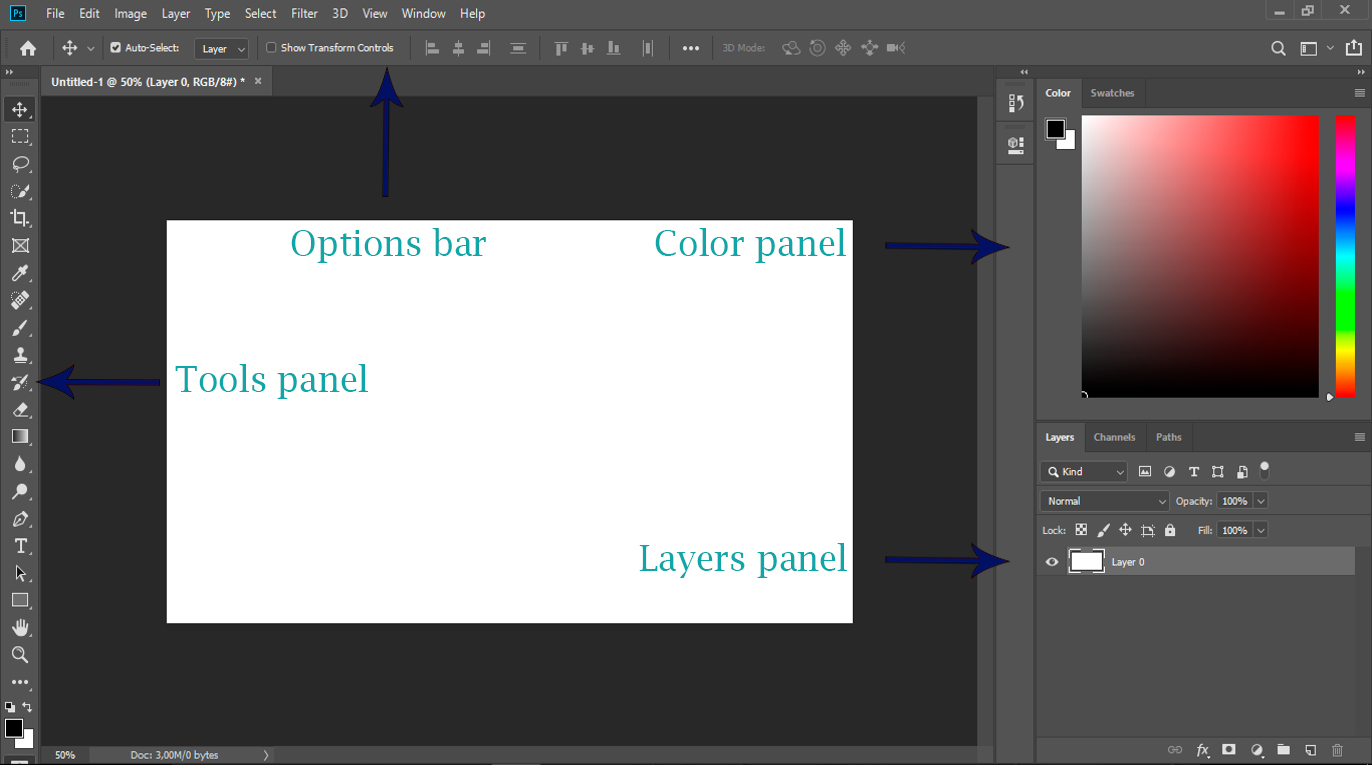 Ps File Edit Image Layer Type Select Filter 3D View Window Help
Auto-Select: Layer Show Transform Controls 3D Mode:
Untitled-1 @ 50% (Layer 0, RGB/8#) * ×
Color Swatches
Options bar
Color panel
Tools panel
Layers panel
Layers Channels Paths
Kind
Normal Opacity: 100%
Lock: Fill: 100%
Layer 0
fx
50% Doc: 3,00M/0 bytes